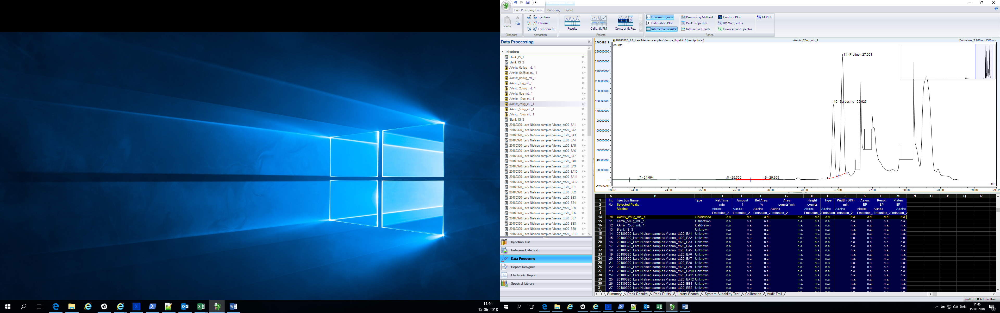 Data Processing Home Processing Layout
Paste
Clipboard
Injection
Channel
Component
Navigation
Results
Calib. & PM
Contour & Res.
Presets
Chromatogram
Calibration Plot
Interactive Results
Processing Method
Peak Properties
Interactive Charts
Contour Plot
UV-Vis Spectra
Fluorescence Spectra
I-t Plot
Panes
Data Processing
Injections
Blank_IS_1
Blank_IS_2
AAmix_0p1ug_mL_1
AAmix_0p25ug_mL_1
AAmix_0p5ug_mL_1
AAmix_1ug_mL_1
AAmix_2p5ug_mL_1
AAmix_5ug_mL_1
AAmix_10ug_mL_1
AAmix_25ug_mL_1
AAmix_50ug_mL_1
AAmix_75ug_mL_1
Blank_IS_3
20180320_Lars Nielsen samples Vienna_dx20_BA1
20180320_Lars Nielsen samples Vienna_dx20_BA2
20180320_Lars Nielsen samples Vienna_dx20_BA3
20180320_Lars Nielsen samples Vienna_dx20_BA4
20180320_Lars Nielsen samples Vienna_dx20_BA5
20180320_Lars Nielsen samples Vienna_dx20_BA6
20180320_Lars Nielsen samples Vienna_dx20_BA7
20180320_Lars Nielsen samples Vienna_dx20_BA8
20180320_Lars Nielsen samples Vienna_dx20_BA9
20180320_Lars Nielsen samples Vienna_dx20_BA10
20180320_Lars Nielsen samples Vienna_dx20_BA11
20180320_Lars Nielsen samples Vienna_dx20_BA12
20180320_Lars Nielsen samples Vienna_dx20_BB1
20180320_Lars Nielsen samples Vienna_dx20_BB2
20180320_Lars Nielsen samples Vienna_dx20_BB3
20180320_Lars Nielsen samples Vienna_dx20_BB4
20180320_Lars Nielsen samples Vienna_dx20_BB5
20180320_Lars Nielsen samples Vienna_dx20_BB6
20180320_Lars Nielsen samples Vienna_dx20_BB7
20180320_Lars Nielsen samples Vienna_dx20_BB8
20180320_Lars Nielsen samples Vienna_dx20_BB9
20180320_Lars Nielsen samples Vienna_dx20_BB10
Injection List
Instrument Method
Data Processing
Report Designer
Electronic Report
Spectral Library
20180320_AA_Lars Nielsen samples Vienna_lbpet #10 [manipulated] AAmix_25ug_mL_1 Emission_2 266 nm /305 nm
278349219
counts
260000000
240000000
220000000
200000000
180000000
160000000
140000000
120000000
100000000
80000000
60000000
40000000
20000000
0
-12636299
11 - Proline - 27.061
10 - Sarcosine - 26.923
7 - 24.064
8 - 25.355
9 - 25.909
min
23.67 24.00 24.50 25.00 25.50 26.00 26.50 27.00 27.50 28.00 28.50 29.00 29.32
A B C D E F G H I J K L M N O P Q R
1 Inj. Injection Name Type Ret.Time Amount Rel.Area Area Height Type Width (50%) Asym. Resol. Plates
2 No. Selected Peak: min 1 % counts*min counts min EP EP EP
3 Alanine Alanine Alanine Alanine Alanine Alanine Alanine Alanine Alanine Alanine Alanine
4 Emission_2 Emission_2 Emission_2 Emission_2 Emission_2 Emission Emission_2 Emission_2 Emission_2 Emission_2
14 10 AAmix_25ug_mL_1 Calibration n.a. n.a. n.a. n.a. n.a. n.a. n.a. n.a. n.a. n.a.
15 11 AAmix_50ug_mL_1 Calibration n.a. n.a. n.a. n.a. n.a. n.a. n.a. n.a. n.a. n.a.
16 12 AAmix_75ug_mL_1 Calibration n.a. n.a. n.a. n.a. n.a. n.a. n.a. n.a. n.a. n.a.
17 13 Blank_IS_3 Unknown n.a. n.a. n.a. n.a. n.a. n.a. n.a. n.a. n.a. n.a.
18 14 20180320_Lars Nielsen samples Vienna_dx20_BA1 Unknown n.a. n.a. n.a. n.a. n.a. n.a. n.a. n.a. n.a. n.a.
19 15 20180320_Lars Nielsen samples Vienna_dx20_BA2 Unknown n.a. n.a. n.a. n.a. n.a. n.a. n.a. n.a. n.a. n.a.
20 16 20180320_Lars Nielsen samples Vienna_dx20_BA3 Unknown n.a. n.a. n.a. n.a. n.a. n.a. n.a. n.a. n.a. n.a.
21 17 20180320_Lars Nielsen samples Vienna_dx20_BA4 Unknown n.a. n.a. n.a. n.a. n.a. n.a. n.a. n.a. n.a. n.a.
22 18 20180320_Lars Nielsen samples Vienna_dx20_BA5 Unknown n.a. n.a. n.a. n.a. n.a. n.a. n.a. n.a. n.a. n.a.
23 19 20180320_Lars Nielsen samples Vienna_dx20_BA6 Unknown n.a. n.a. n.a. n.a. n.a. n.a. n.a. n.a. n.a. n.a.
24 20 20180320_Lars Nielsen samples Vienna_dx20_BA7 Unknown n.a. n.a. n.a. n.a. n.a. n.a. n.a. n.a. n.a. n.a.
25 21 20180320_Lars Nielsen samples Vienna_dx20_BA8 Unknown n.a. n.a. n.a. n.a. n.a. n.a. n.a. n.a. n.a. n.a.
26 22 20180320_Lars Nielsen samples Vienna_dx20_BA9 Unknown n.a. n.a. n.a. n.a. n.a. n.a. n.a. n.a. n.a. n.a.
27 23 20180320_Lars Nielsen samples Vienna_dx20_BA10 Unknown n.a. n.a. n.a. n.a. n.a. n.a. n.a. n.a. n.a. n.a.
28 24 20180320_Lars Nielsen samples Vienna_dx20_BA11 Unknown n.a. n.a. n.a. n.a. n.a. n.a. n.a. n.a. n.a. n.a.
29 25 20180320_Lars Nielsen samples Vienna_dx20_BA12 Unknown n.a. n.a. n.a. n.a. n.a. n.a. n.a. n.a. n.a. n.a.
30 26 20180320_Lars Nielsen samples Vienna_dx20_BB1 Unknown n.a. n.a. n.a. n.a. n.a. n.a. n.a. n.a. n.a. n.a.
31 27 20180320_Lars Nielsen samples Vienna_dx20_BB2 Unknown n.a. n.a. n.a. n.a. n.a. n.a. n.a. n.a. n.a. n.a.
Summary Peak Results Peak Purity Library Search System Suitability Test Calibration Audit Trail
metk: CFB Admin User
11:46
15-06-2018
DAN
11:46
15-06-2018
4